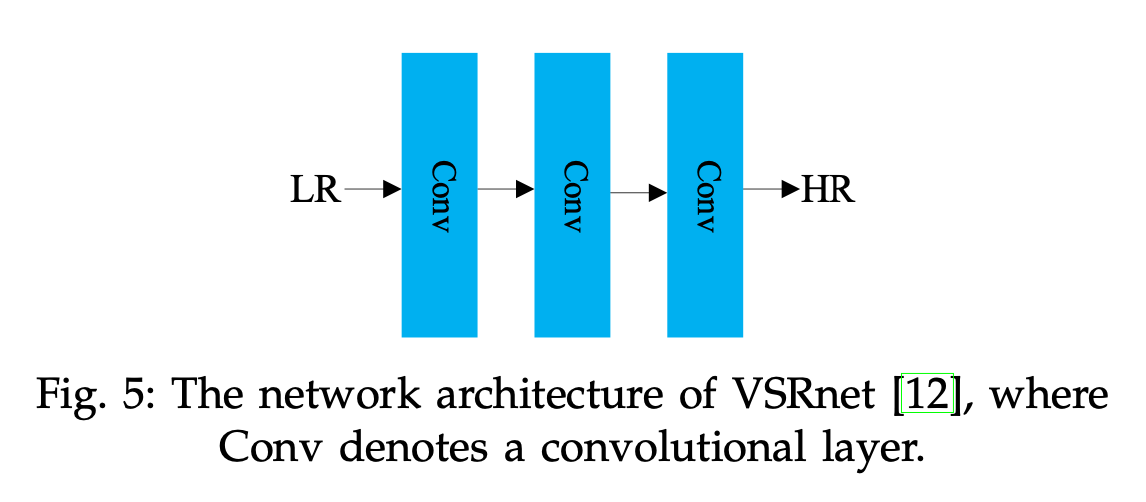 LR
Conv
Conv
Conv
HR
Fig. 5: The network architecture of VSRnet [12], where
Conv denotes a convolutional layer.